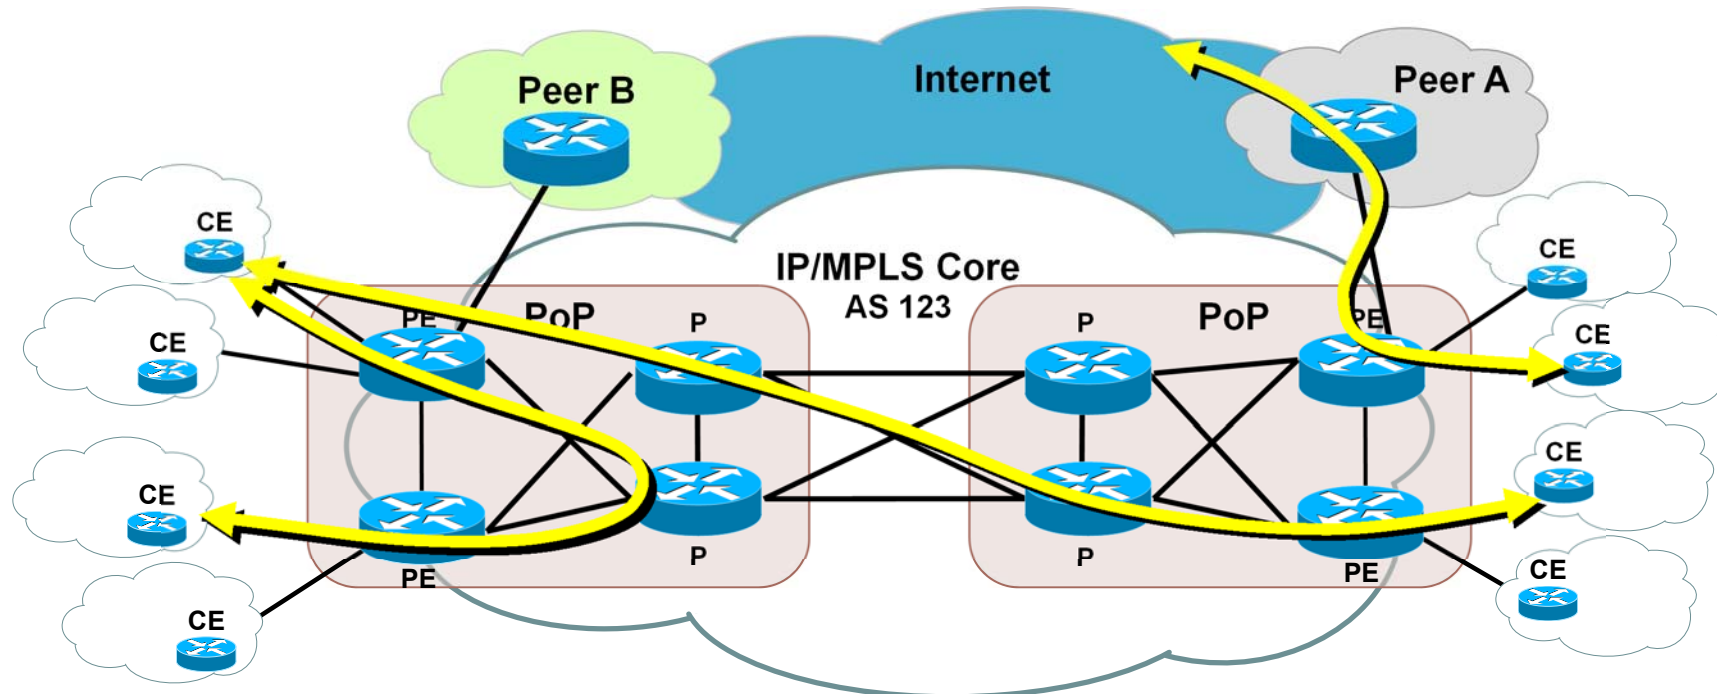 Internet
Peer A
Peer B
CE
CE
IP/MPLS Core
AS 123
PE
PoP
P
P
PoP
PE
CE
CE
CE
CE
P
P
PE
PE
CE
CE